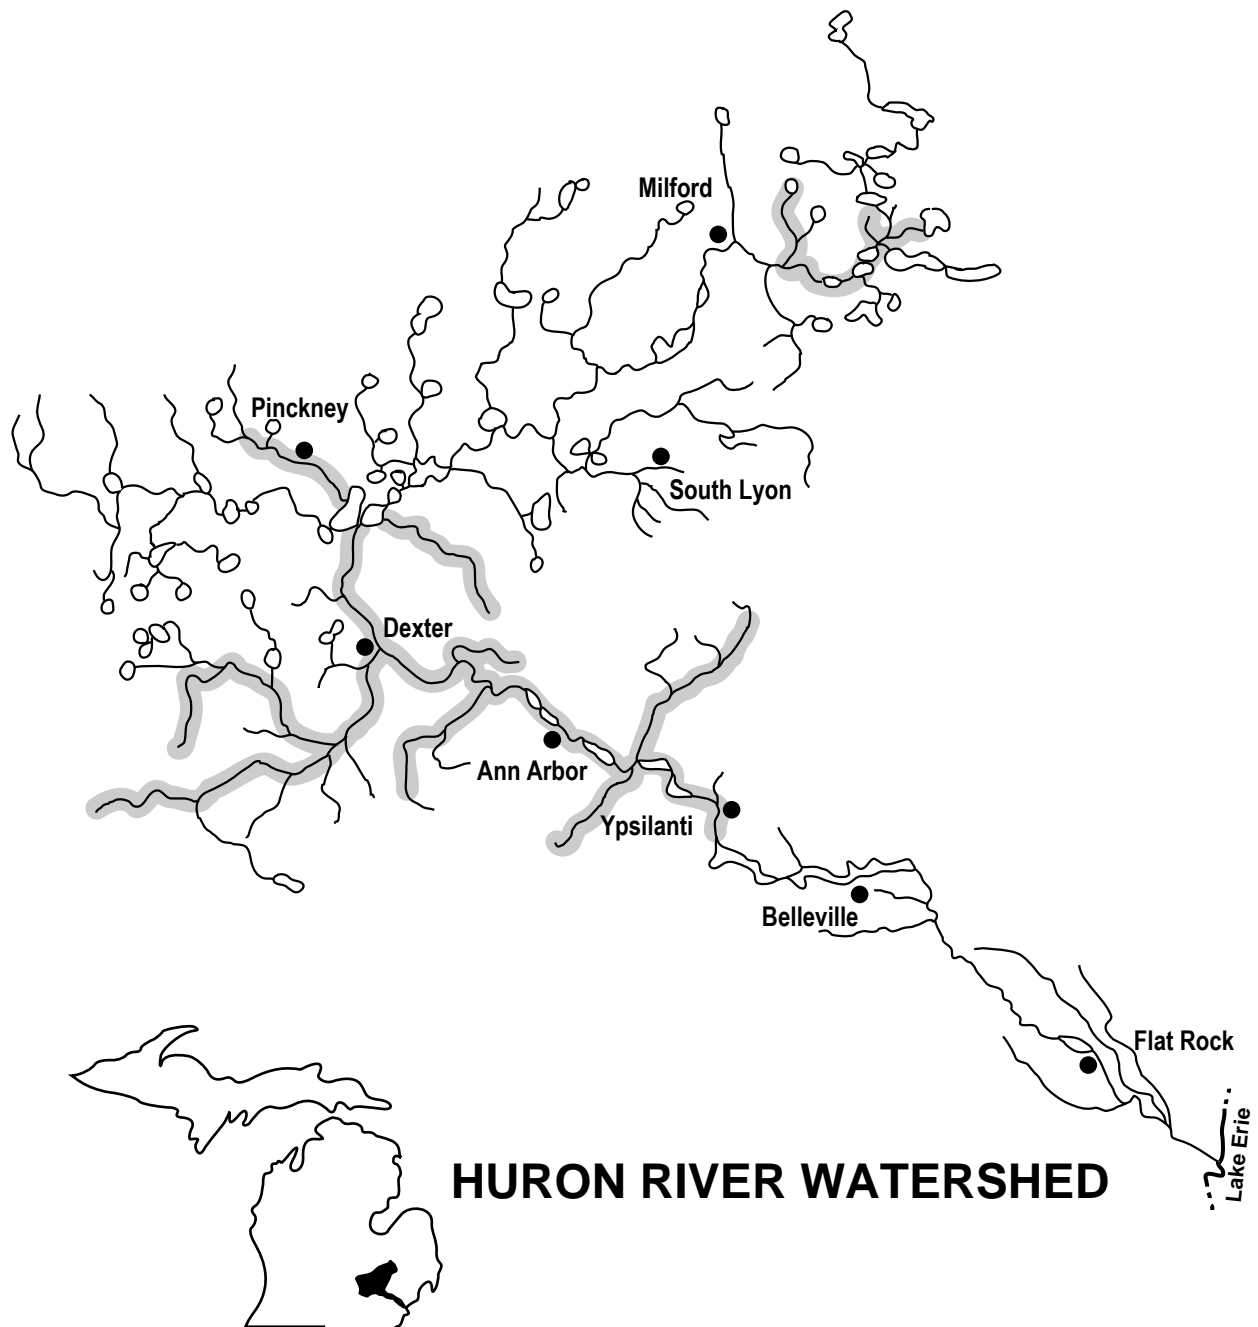 Milford
Pinckney
South Lyon
Dexter
Ann Arbor
Ypsilanti
Belleville
Flat Rock
Lake Erie
HURON RIVER WATERSHED